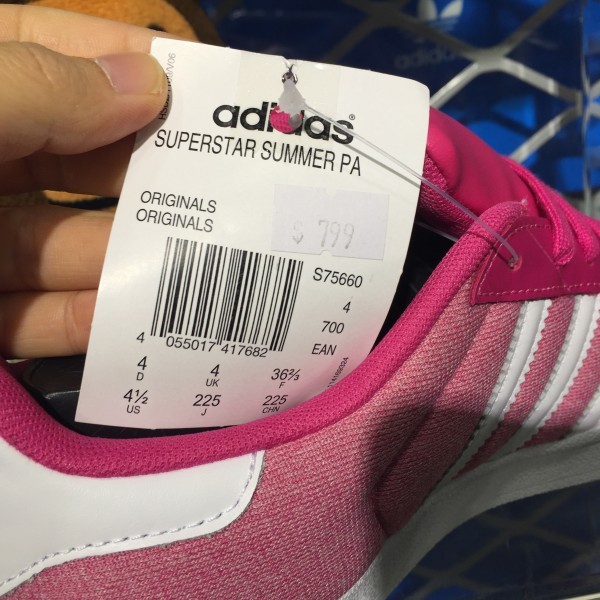 adidas
adidas®
SUPERSTAR SUMMER PA
ORIGINALS
ORIGINALS
$ 799
S75660
4
700
EAN
4 055017 417682
4 4 36⅔
D UK F
4½ 225 225
US J CHN